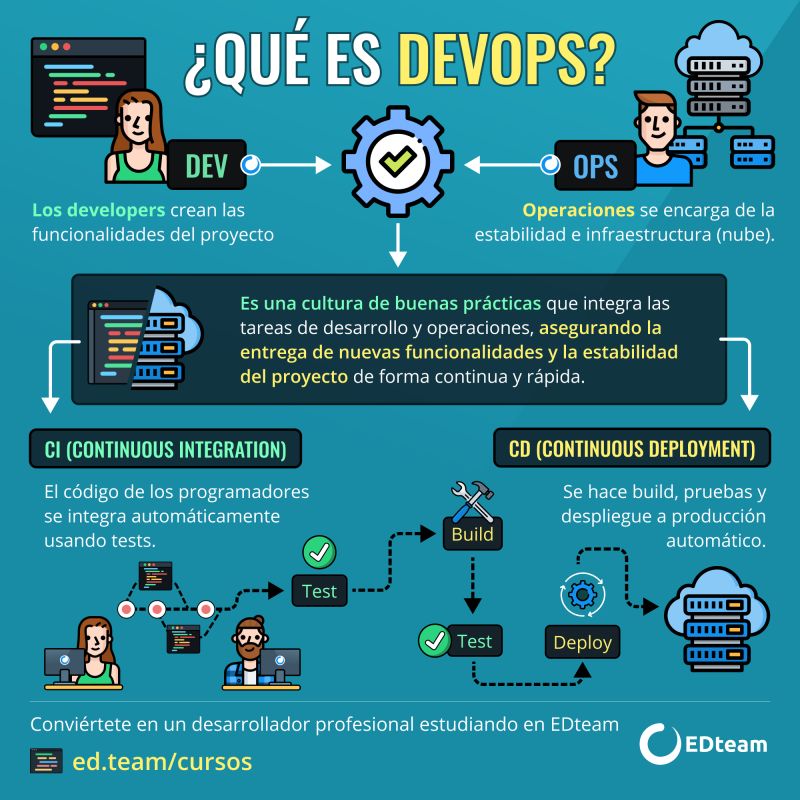 ¿QUÉ ES DEVOPS?
DEV
OPS
Los developers crean las
funcionalidades del proyecto
Operaciones se encarga de la
estabilidad e infraestructura (nube).
Es una cultura de buenas prácticas que integra las
tareas de desarrollo y operaciones, asegurando la
entrega de nuevas funcionalidades y la estabilidad
del proyecto de forma continua y rápida.
CI (CONTINUOUS INTEGRATION)
El código de los programadores
se integra automáticamente
usando tests.
CD (CONTINUOUS DEPLOYMENT)
Se hace build, pruebas y
despliegue a producción
automático.
Test
Build
Test
Deploy
Conviértete en un desarrollador profesional estudiando en EDteam
ed.team/cursos
EDteam